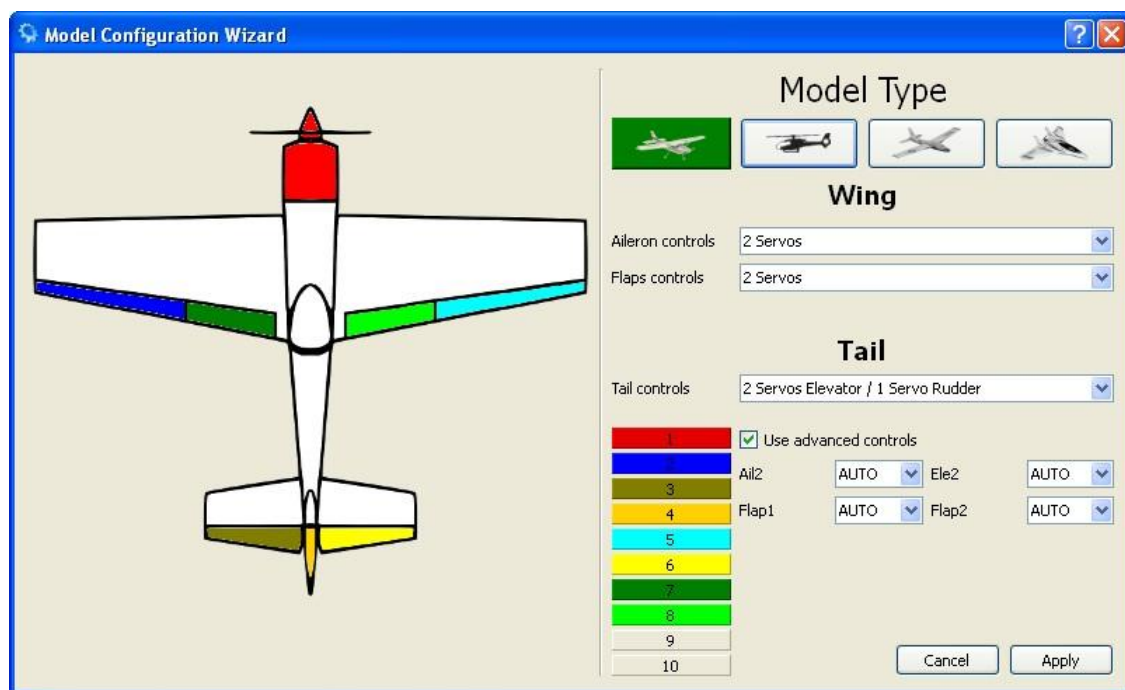 Model Configuration Wizard
Model Type
Wing
Aileron controls 2 Servos
Flaps controls 2 Servos
Tail
Tail controls 2 Servos Elevator / 1 Servo Rudder
1 Use advanced controls
2
Ail2 AUTO Ele2 AUTO
3
4 Flap1 AUTO Flap2 AUTO
5
6
7
8
9
10
Cancel Apply